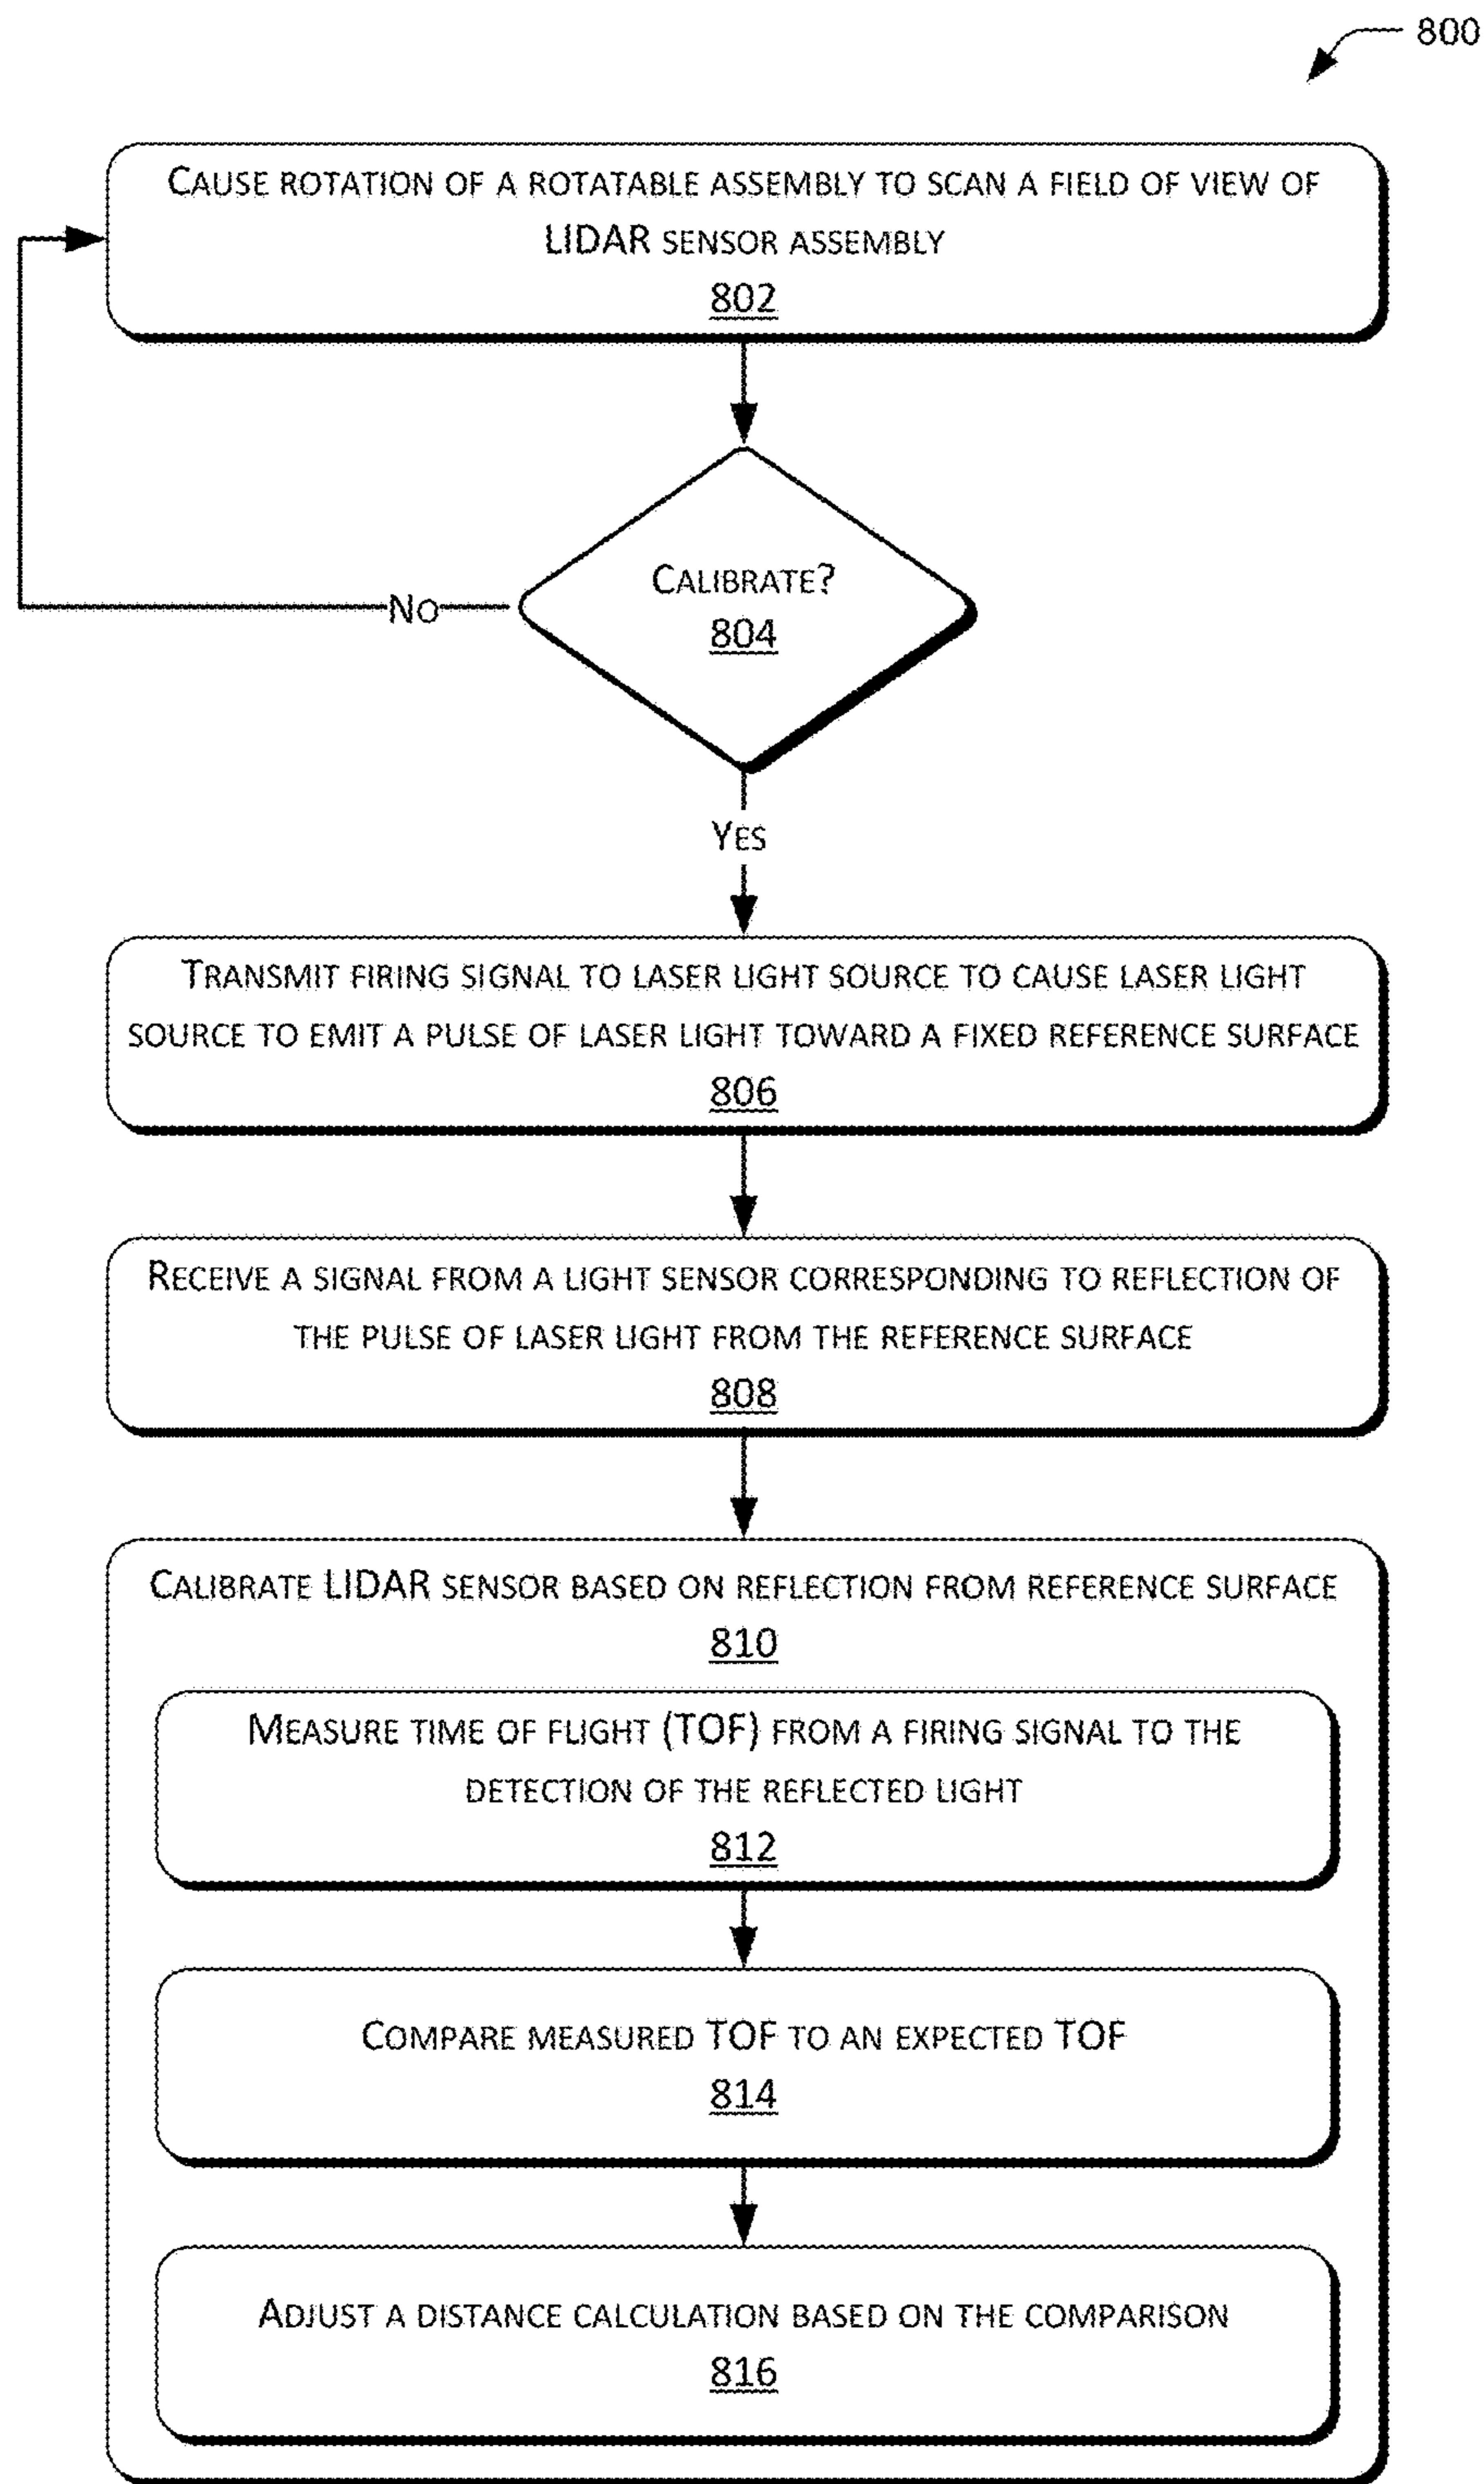 800
CAUSE ROTATION OF A ROTATABLE ASSEMBLY TO SCAN A FIELD OF VIEW OF
LIDAR SENSOR ASSEMBLY
802
CALIBRATE?
804
NO
YES
TRANSMIT FIRING SIGNAL TO LASER LIGHT SOURCE TO CAUSE LASER LIGHT
SOURCE TO EMIT A PULSE OF LASER LIGHT TOWARD A FIXED REFERENCE SURFACE
806
RECEIVE A SIGNAL FROM A LIGHT SENSOR CORRESPONDING TO REFLECTION OF
THE PULSE OF LASER LIGHT FROM THE REFERENCE SURFACE
808
CALIBRATE LIDAR SENSOR BASED ON REFLECTION FROM REFERENCE SURFACE
810
MEASURE TIME OF FLIGHT (TOF) FROM A FIRING SIGNAL TO THE
DETECTION OF THE REFLECTED LIGHT
812
COMPARE MEASURED TOF TO AN EXPECTED TOF
814
ADJUST A DISTANCE CALCULATION BASED ON THE COMPARISON
816